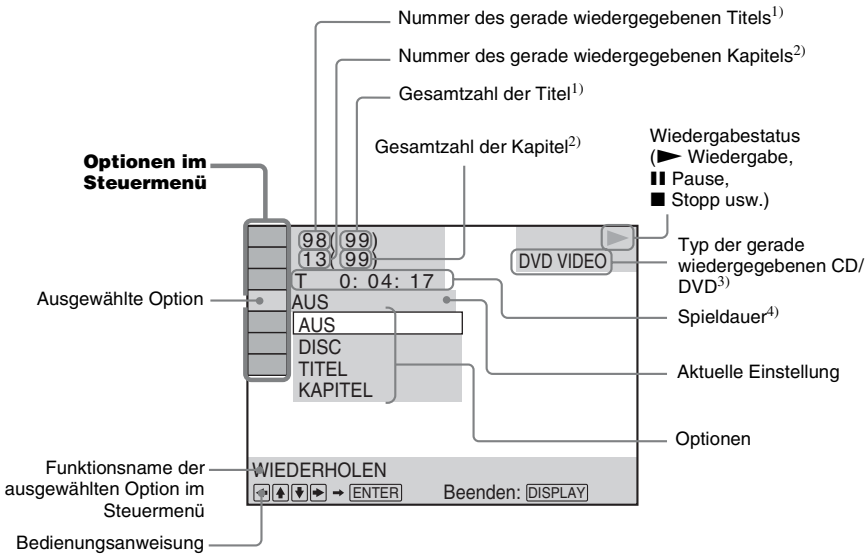 Nummer des gerade wiedergegebenen Titels1)
Nummer des gerade wiedergegebenen Kapitels2)
Gesamtzahl der Titel1)
Gesamtzahl der Kapitel2)
Wiedergabestatus
(► Wiedergabe,
❚❚ Pause,
■ Stopp usw.)
Optionen im
Steuermenü
98( 99)
13( 99)
T 0: 04: 17
DVD VIDEO
Typ der gerade
wiedergegebenen CD/
DVD3)
Ausgewählte Option
AUS
AUS
DISC
TITEL
KAPITEL
Spieldauer4)
Aktuelle Einstellung
Optionen
Funktionsname der
ausgewählten Option im
Steuermenü
WIEDERHOLEN
ENTER Beenden: DISPLAY
Bedienungsanweisung